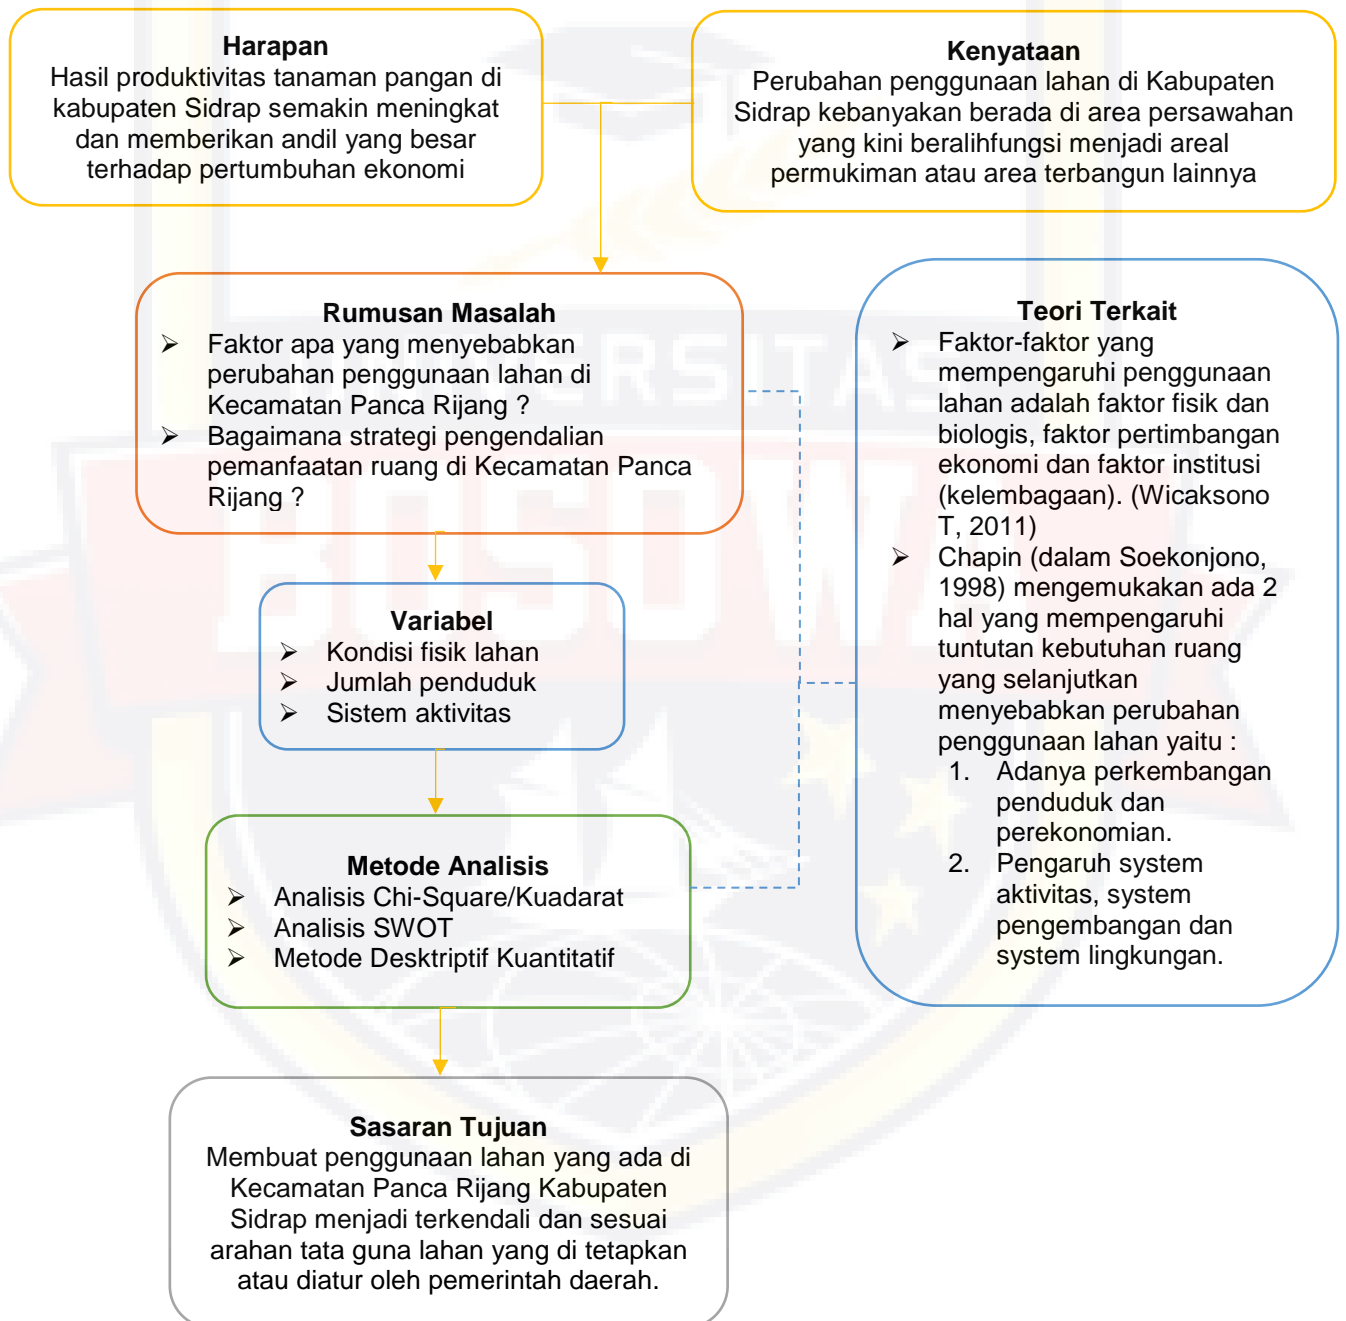 Harapan
Hasil produktivitas tanaman pangan di
kabupaten Sidrap semakin meningkat
dan memberikan andil yang besar
terhadap pertumbuhan ekonomi
Kenyataan
Perubahan penggunaan lahan di Kabupaten
Sidrap kebanyakan berada di area persawahan
yang kini beralihfungsi menjadi areal
permukiman atau area terbangun lainnya
Rumusan Masalah
➢ Faktor apa yang menyebabkan
perubahan penggunaan lahan di
Kecamatan Panca Rijang ?
➢ Bagaimana strategi pengendalian
pemanfaatan ruang di Kecamatan Panca
Rijang ?
Teori Terkait
➢ Faktor-faktor yang
mempengaruhi penggunaan
lahan adalah faktor fisik dan
biologis, faktor pertimbangan
ekonomi dan faktor institusi
(kelembagaan). (Wicaksono
T, 2011)
➢ Chapin (dalam Soekonjono,
1998) mengemukakan ada 2
hal yang mempengaruhi
tuntutan kebutuhan ruang
yang selanjutkan
menyebabkan perubahan
penggunaan lahan yaitu :
1. Adanya perkembangan
penduduk dan
perekonomian.
2. Pengaruh system
aktivitas, system
pengembangan dan
system lingkungan.
Variabel
➢ Kondisi fisik lahan
➢ Jumlah penduduk
➢ Sistem aktivitas
Metode Analisis
➢ Analisis Chi-Square/Kuadarat
➢ Analisis SWOT
➢ Metode Desktriptif Kuantitatif
Sasaran Tujuan
Membuat penggunaan lahan yang ada di
Kecamatan Panca Rijang Kabupaten
Sidrap menjadi terkendali dan sesuai
arahan tata guna lahan yang di tetapkan
atau diatur oleh pemerintah daerah.
UNIVERSITAS
BOSOWA